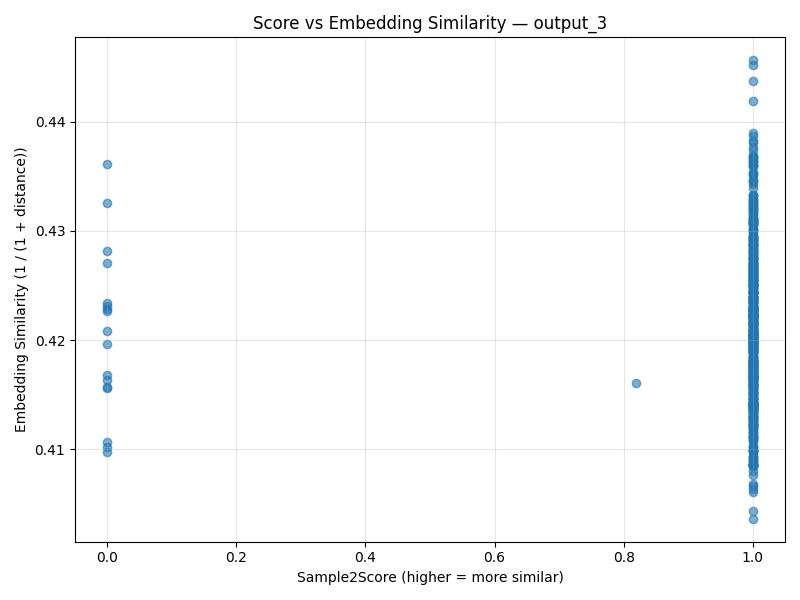 Score vs Embedding Similarity — output_3
Embedding Similarity (1 / (1 + distance))
0.44
0.43
0.42
0.41
0.0 0.2 0.4 0.6 0.8 1.0
Sample2Score (higher = more similar)